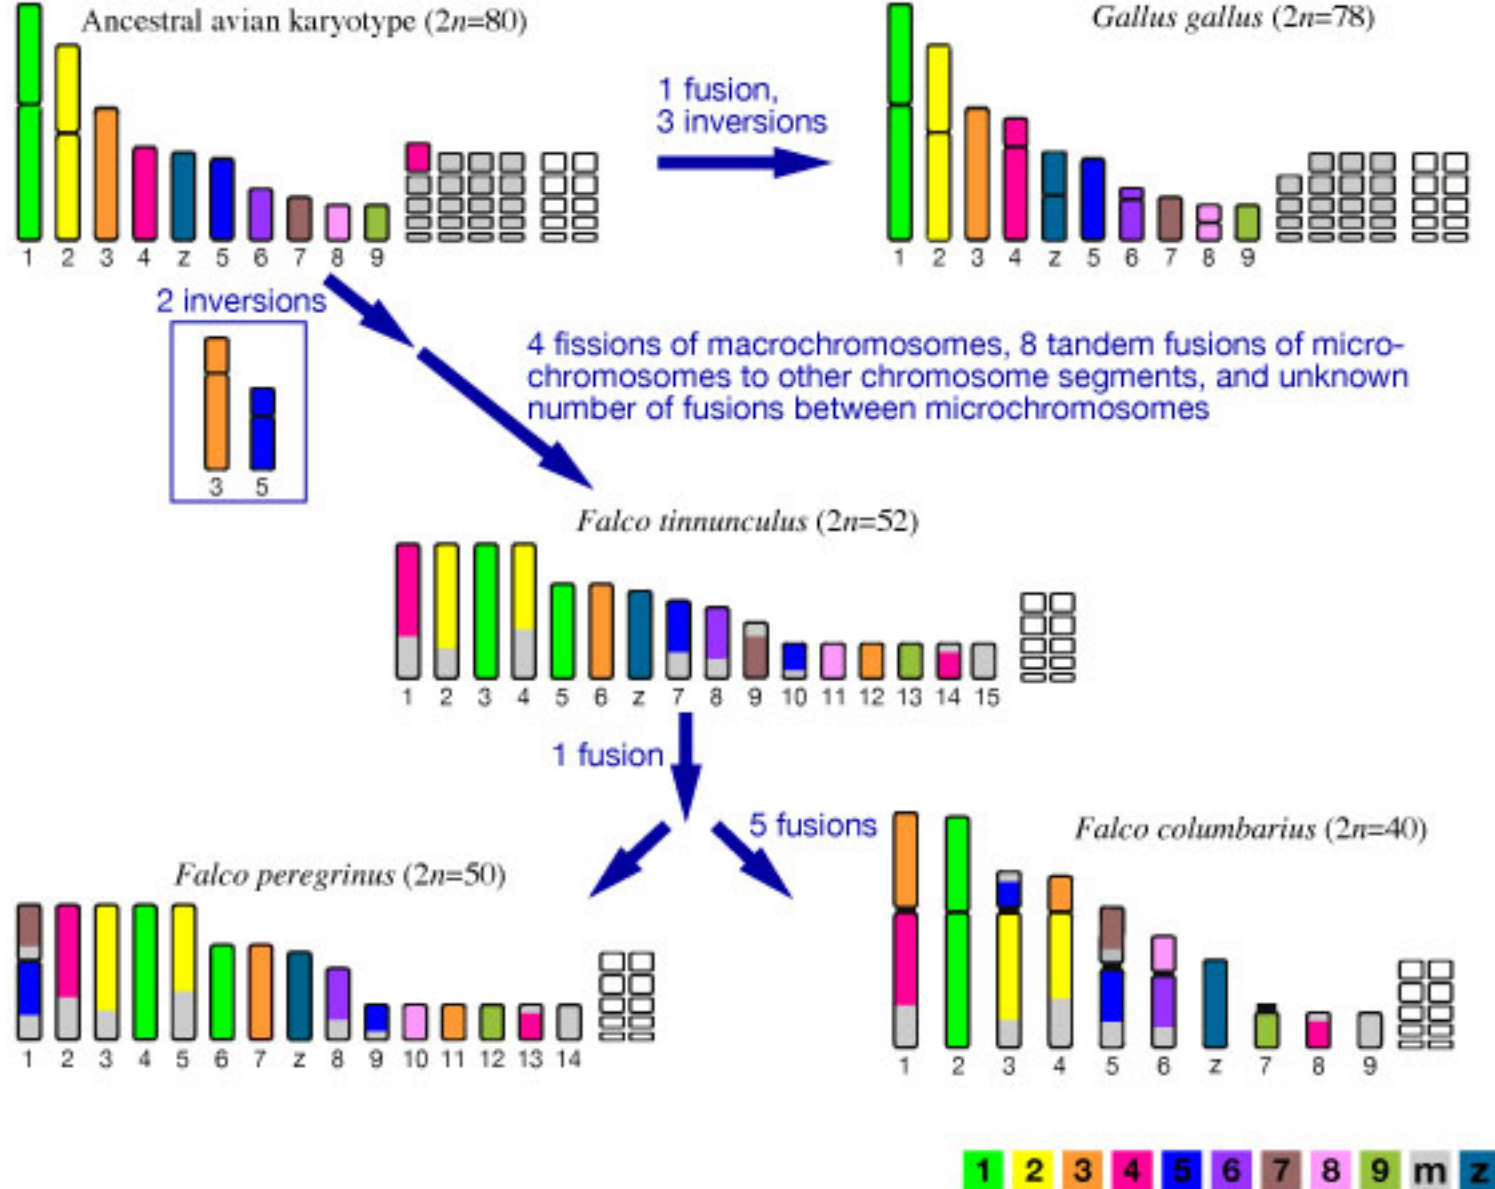 Ancestral avian karyotype (2n=80)
Gallus gallus (2n=78)
1 fusion,
3 inversions
1 2 3 4 z 5 6 7 8 9
1 2 3 4 z 5 6 7 8 9
2 inversions
3 5
4 fissions of macrochromosomes, 8 tandem fusions of micro-
chromosomes to other chromosome segments, and unknown
number of fusions between microchromosomes
Falco tinnunculus (2n=52)
1 2 3 4 5 6 z 7 8 9 10 11 12 13 14 15
1 fusion
5 fusions
Falco peregrinus (2n=50)
1 2 3 4 5 6 7 z 8 9 10 11 12 13 14
Falco columbarius (2n=40)
1 2 3 4 5 6 z 7 8 9
1 2 3 4 5 6 7 8 9 m z